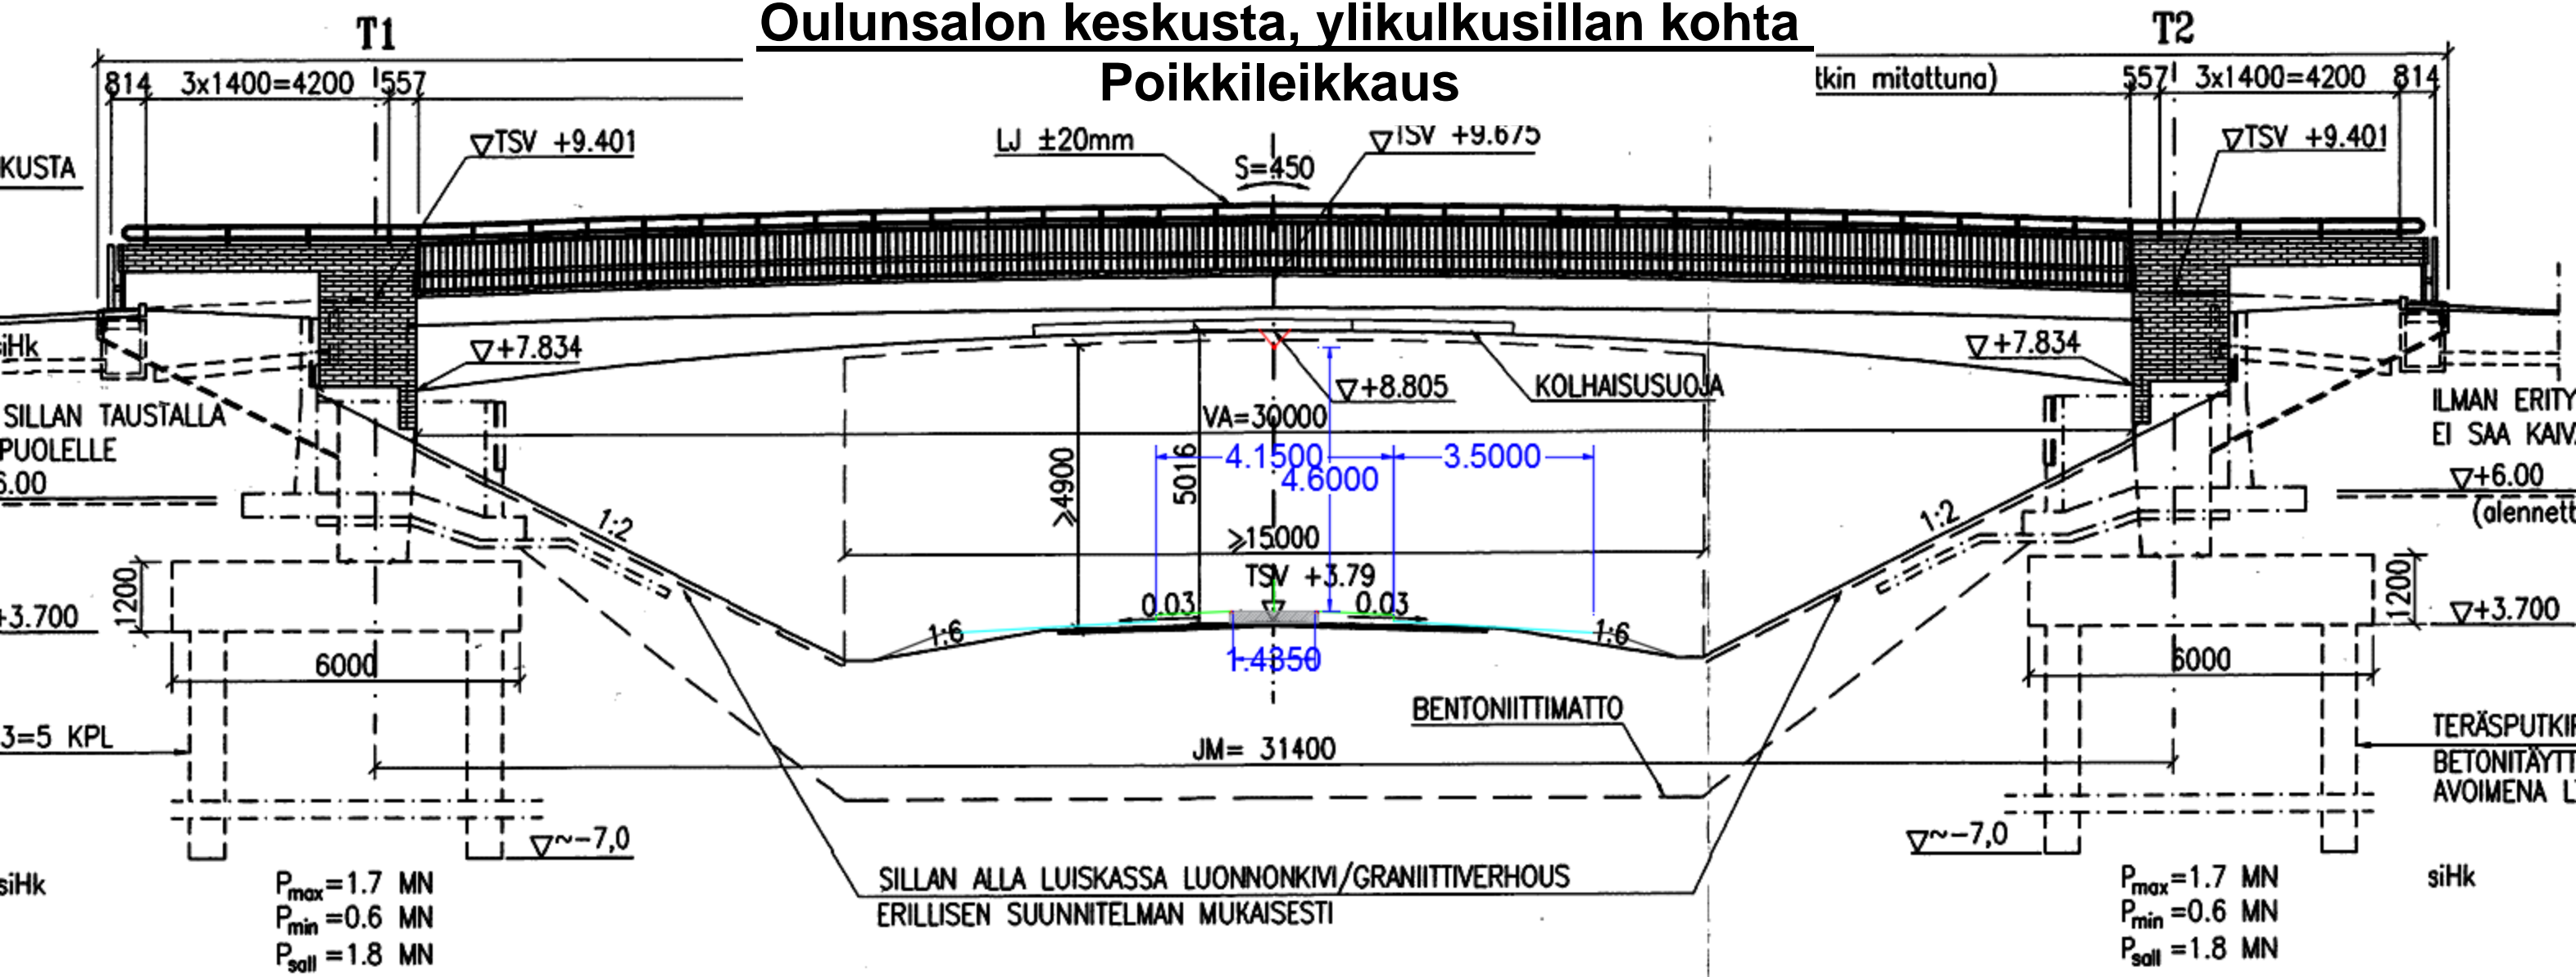 Oulunsalon keskusta, ylikulkusillan kohta
Poikkileikkaus
T1
T2
814 3x1400=4200 557
tkin mitattuna) 557 3x1400=4200 814
KUSTA
▽TSV +9.401
LJ ±20mm
S=450
▽TSV +9.675
▽TSV +9.401
siHk
▽+7.834
▽+8.805
KOLHAISUSUOJA
▽+7.834
SILLAN TAUSTALLA
PUOLELLE
6.00
VA=30000
ILMAN ERITY
EI SAA KAIV
▽+6.00
(alennett
≥4900
5016
4.1500
3.5000
4.6000
1:2
1:2
≥15000
TSV +3.79
0.03
0.03
1:6
1:6
1.4350
1200
+3.700
6000
1200
▽+3.700
6000
BENTONIITTIMATTO
3=5 KPL
JM= 31400
TERÄSPUTKI
BETONITÄYTT
AVOIMENA L
▽~-7,0
▽~-7,0
SILLAN ALLA LUISKASSA LUONNONKIVI/GRANIITTIVERHOUS
ERILLISEN SUUNNITELMAN MUKAISESTI
siHk
Pmax=1.7 MN
Pmin=0.6 MN
Psall=1.8 MN
Pmax=1.7 MN
Pmin=0.6 MN
Psall=1.8 MN
siHk